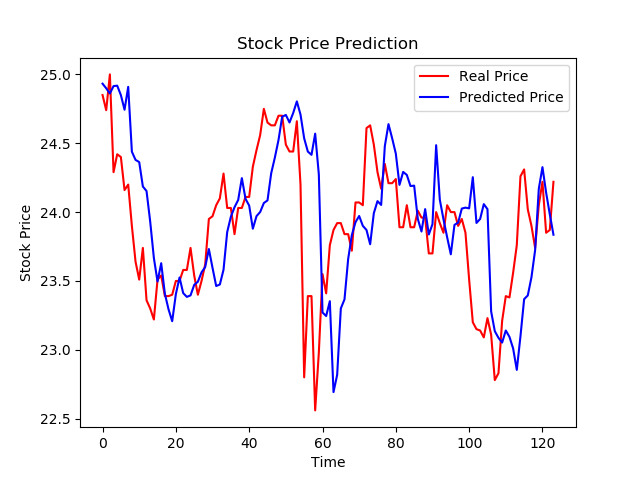 Stock Price Prediction
Real Price
Predicted Price
Stock Price
25.0
24.5
24.0
23.5
23.0
22.5
0 20 40 60 80 100 120
Time